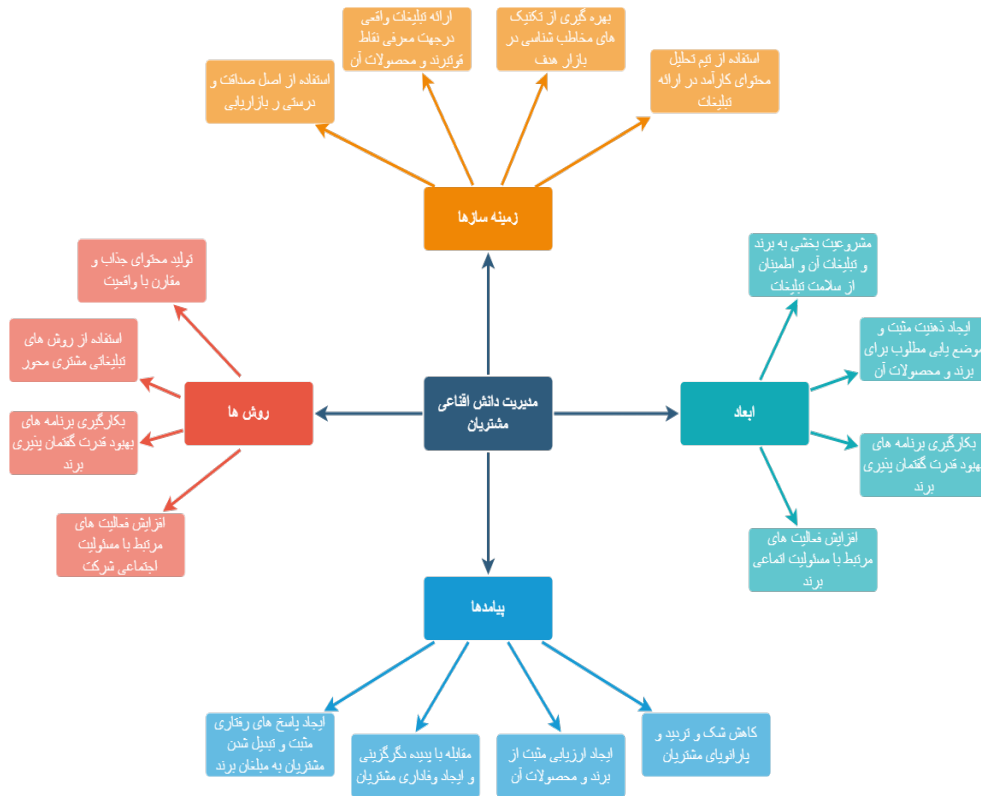 ارائه تبلیغات واقعی
درجهت معرفی نقاط
قوتبرند و محصولات آن
بهره گیری از تکنیک
های مخاطب شناسی در
بازار هدف
استفاده از تیم تحلیل
محتوای کارآمد در ارائه
تبلیغات
استفاده از اصل صداقت و
درستی ر بازاریابی
زمینه سازها
تولید محتوای جذاب و
مقارن با واقعیت
استفاده از روش های
تبلیغاتی مشتری محور
بکارگیری برنامه های
بهبود قدرت گفتمان پذیری
برند
افزایش فعالیت های
مرتبط با مسئولیت
اجتماعی شرکت
روش ها
مدیریت دانش اقناعی
مشتریان
ابعاد
مشروعیت بخشی به برند
و تبلیغات آن و اطمینان
از سلامت تبلیغات
ایجاد ذهنیت مثبت و
موضع یابی مطلوب برای
برند و محصولات آن
بکارگیری برنامه های
بهبود قدرت گفتمان پذیری
برند
افزایش فعالیت های
مرتبط با مسئولیت اتماعی
برند
پیامدها
کاهش شک و تردید و
پارانویای مشتریان
ایجاد ارزیابی مثبت از
برند و محصولات آن
مقابله با پدیده دگرگزینی
و ایجاد وفاداری مشتریان
ایجاد پاسخ های رفتاری
مثبت و تبدیل شدن
مشتریان به مبلغان برند